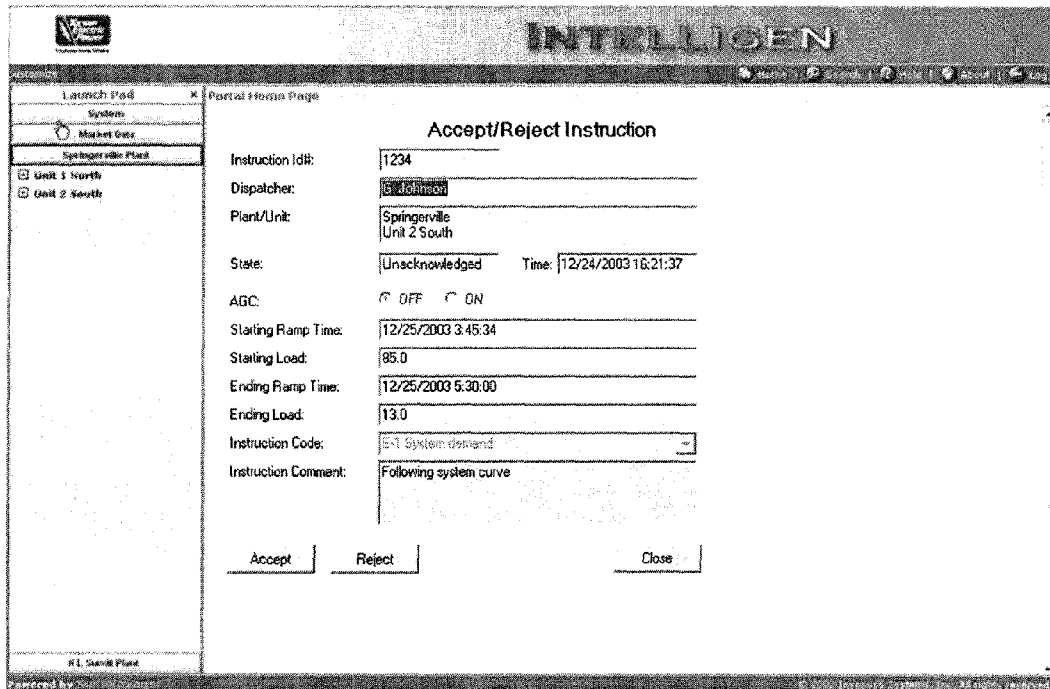 INTELLIGEN
Launch Pad x
Portal Home Page
System
Market Gate
Springerville Plant
Unit 1 North
Unit 2 South
Accept/Reject Instruction
Instruction Id#: 1234
Dispatcher: G. Johnson
Plant/Unit: Springerville
Unit 2 South
State: Unacknowledged Time: 12/24/2003 16:21:37
AGC: OFF ON
Starting Ramp Time: 12/25/2003 3:45:34
Starting Load: 85.0
Ending Ramp Time: 12/25/2003 5:30:00
Ending Load: 13.0
Instruction Code: E-1 System demand
Instruction Comment: Following system curve
Accept Reject Close
Powered by